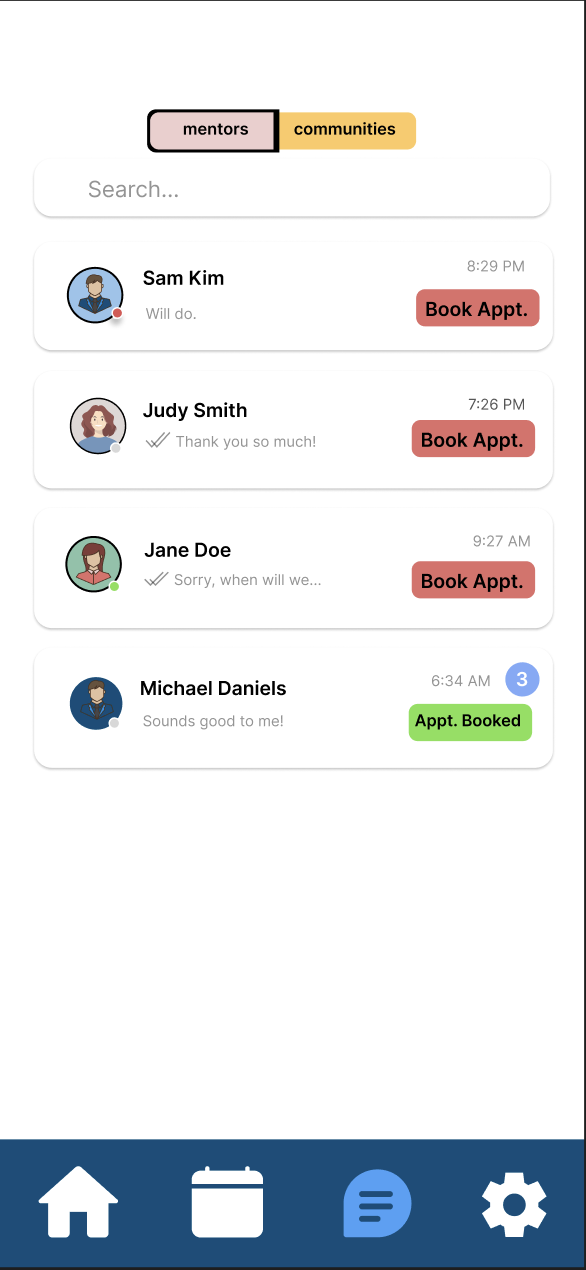 mentors communities
Search...
8:29 PM
Sam Kim
Book Appt.
Will do.
7:26 PM
Judy Smith
Book Appt.
Thank you so much!
9:27 AM
Jane Doe
Book Appt.
Sorry, when will we...
6:34 AM 3
Michael Daniels
Sounds good to me!
Appt. Booked